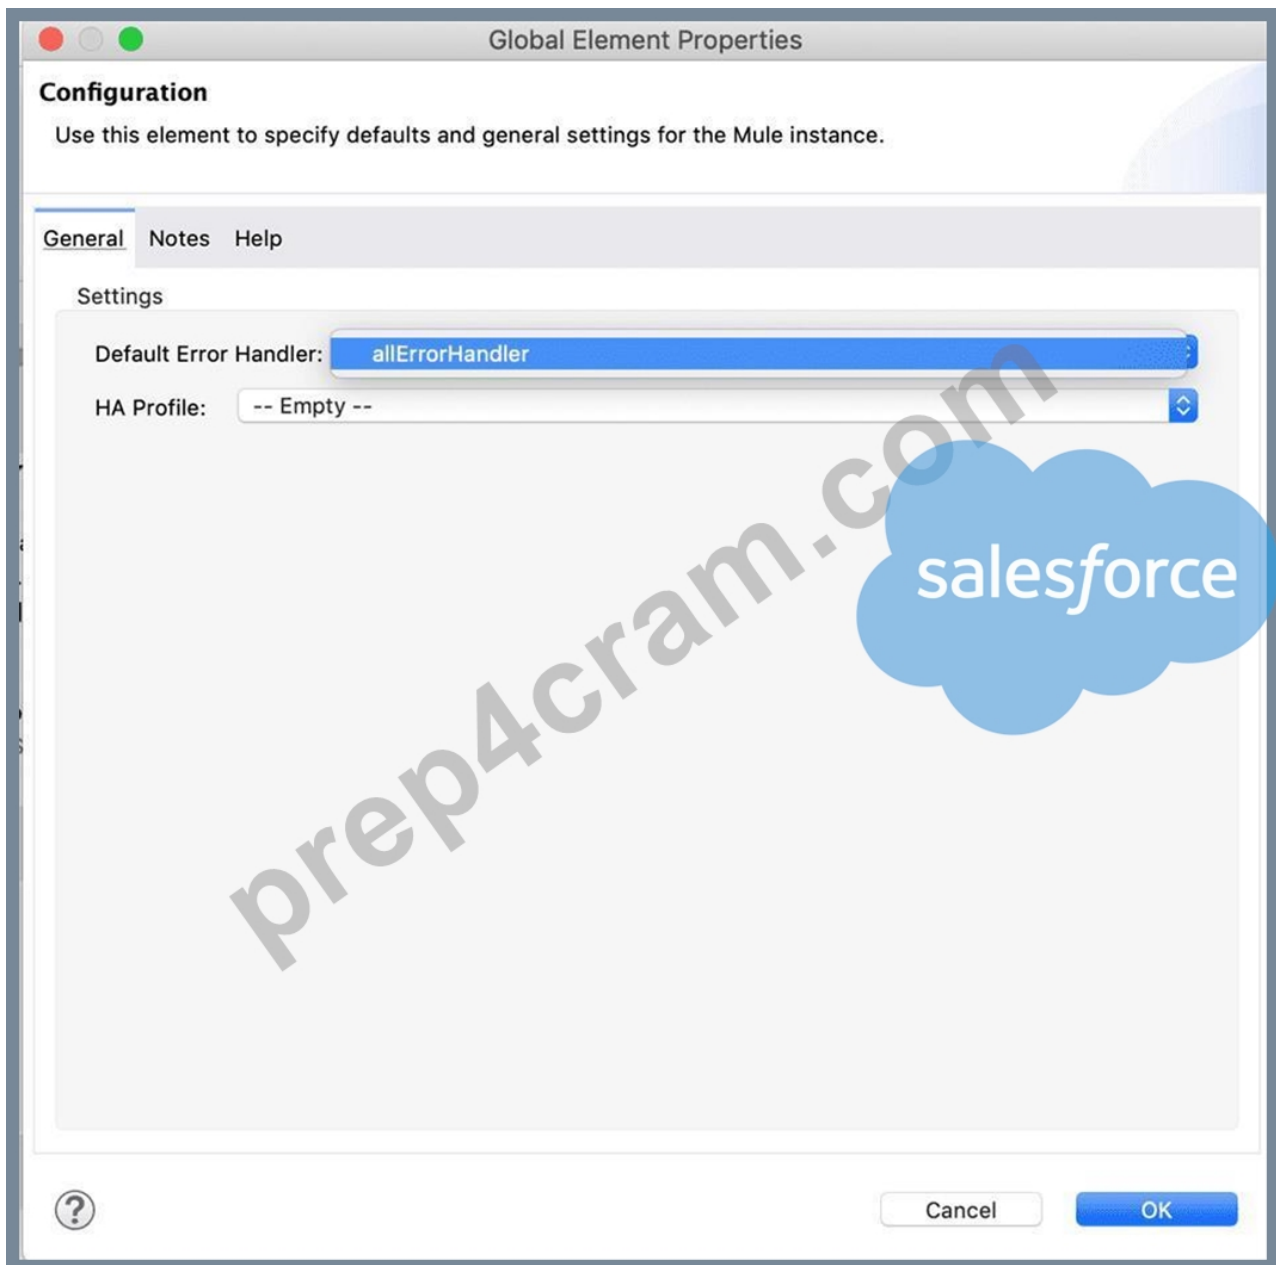 Global Element Properties
Configuration
Use this element to specify defaults and general settings for the Mule instance.
General Notes Help
Settings
Default Error Handler: allErrorHandler
HA Profile: -- Empty --
salesforce
prep4cram.com
? Cancel OK